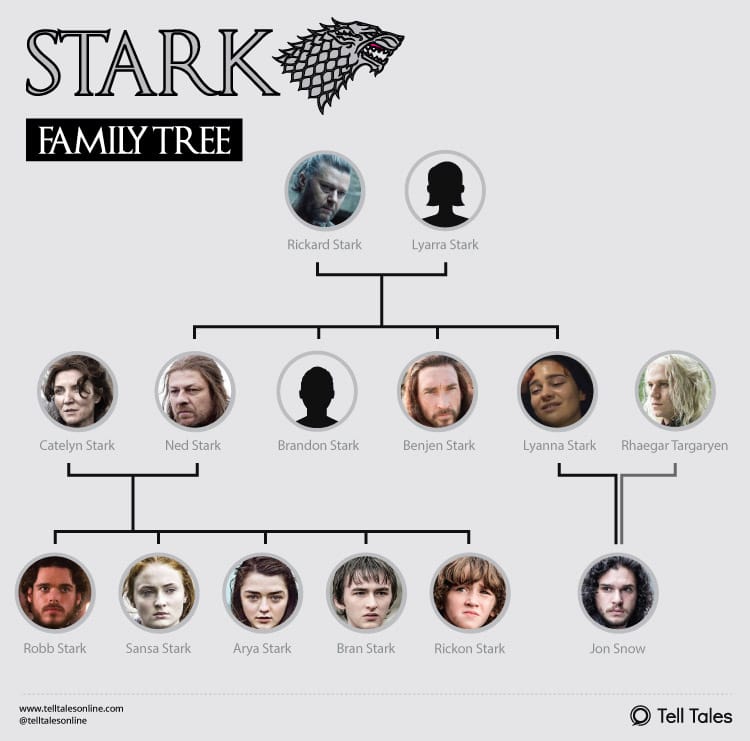 STARK
FAMILY TREE
Rickard Stark
Lyarra Stark
Catelyn Stark
Ned Stark
Brandon Stark
Benjen Stark
Lyanna Stark
Rhaegar Targaryen
Robb Stark
Sansa Stark
Arya Stark
Bran Stark
Rickon Stark
Jon Snow
www.telltalesonline.com
@telltalesonline
Tell Tales